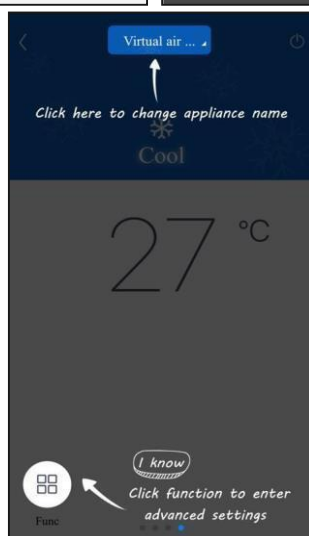 Virtual air ...
Click here to change appliance name
Cool
27 °C
I know
Click function to enter
advanced settings
Func